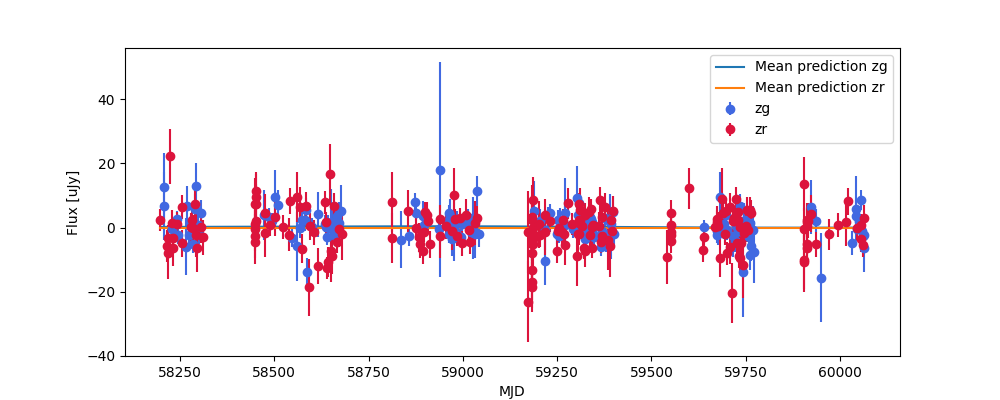 Mean prediction zg
Mean prediction zr
zg
zr
Flux [uJy]
40
20
0
−20
−40
58250
58500
58750
59000
59250
59500
59750
60000
MJD